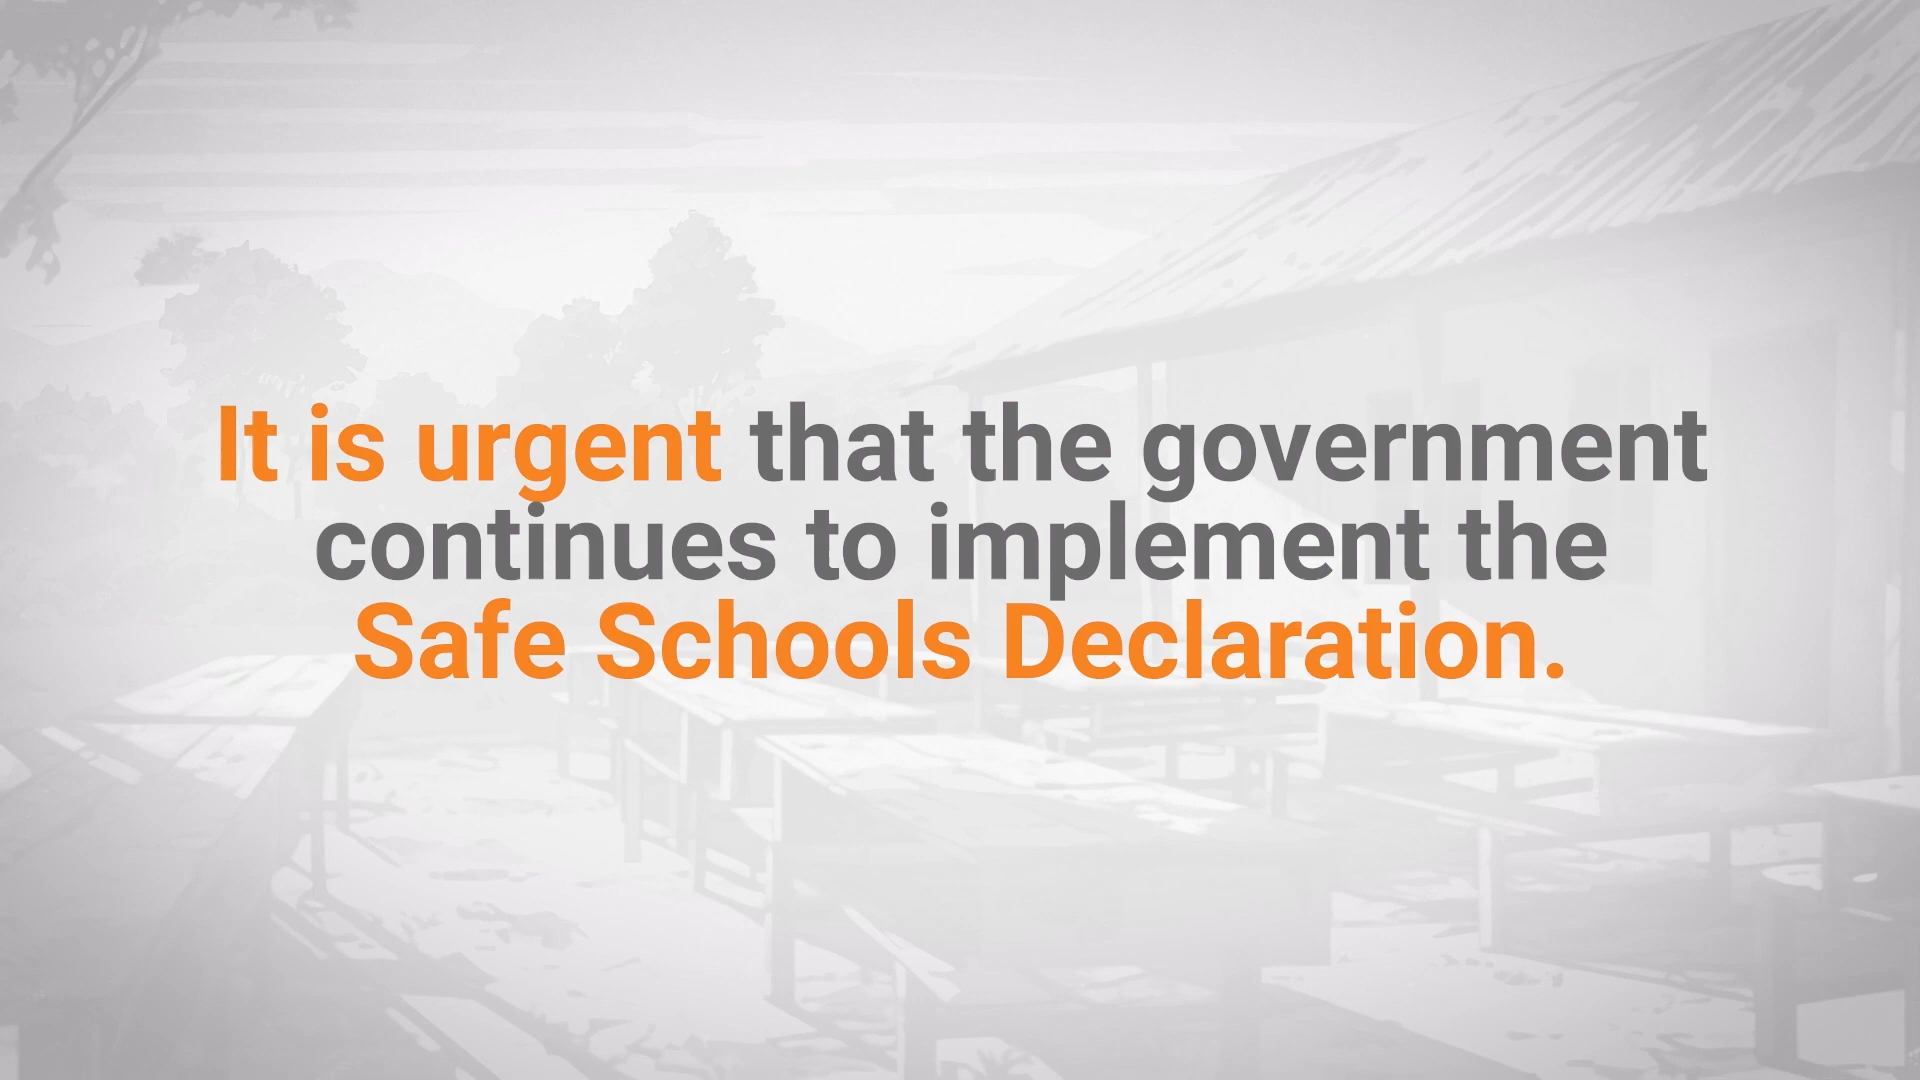 It is urgent that the government
continues to implement the
Safe Schools Declaration.